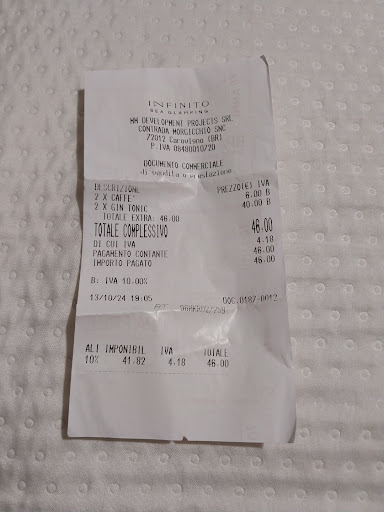 INFINITO
SEA GLAMPING
HH DEVELOPMENT PROJECTS SRL
CONTRADA MORGICCHIO SNC
72012 Carovigno (BR)
P.IVA 08480010720
DOCUMENTO COMMERCIALE
di vendita o prestazione
DESCRIZIONE PREZZO(€) IVA
2 X CAFFE' 6.00 B
2 X GIN TONIC 40.00 B
TOTALE EXTRA: 46.00
TOTALE COMPLESSIVO 46.00
DI CUI IVA 4.18
PAGAMENTO CONTANTE 46.00
IMPORTO PAGATO 46.00
B: IVA 10.00%
13/10/24 19:05 DOC.0187-0012
ALI IMPONIBIL IVA TOTALE
10% 41.82 4.18 46.00